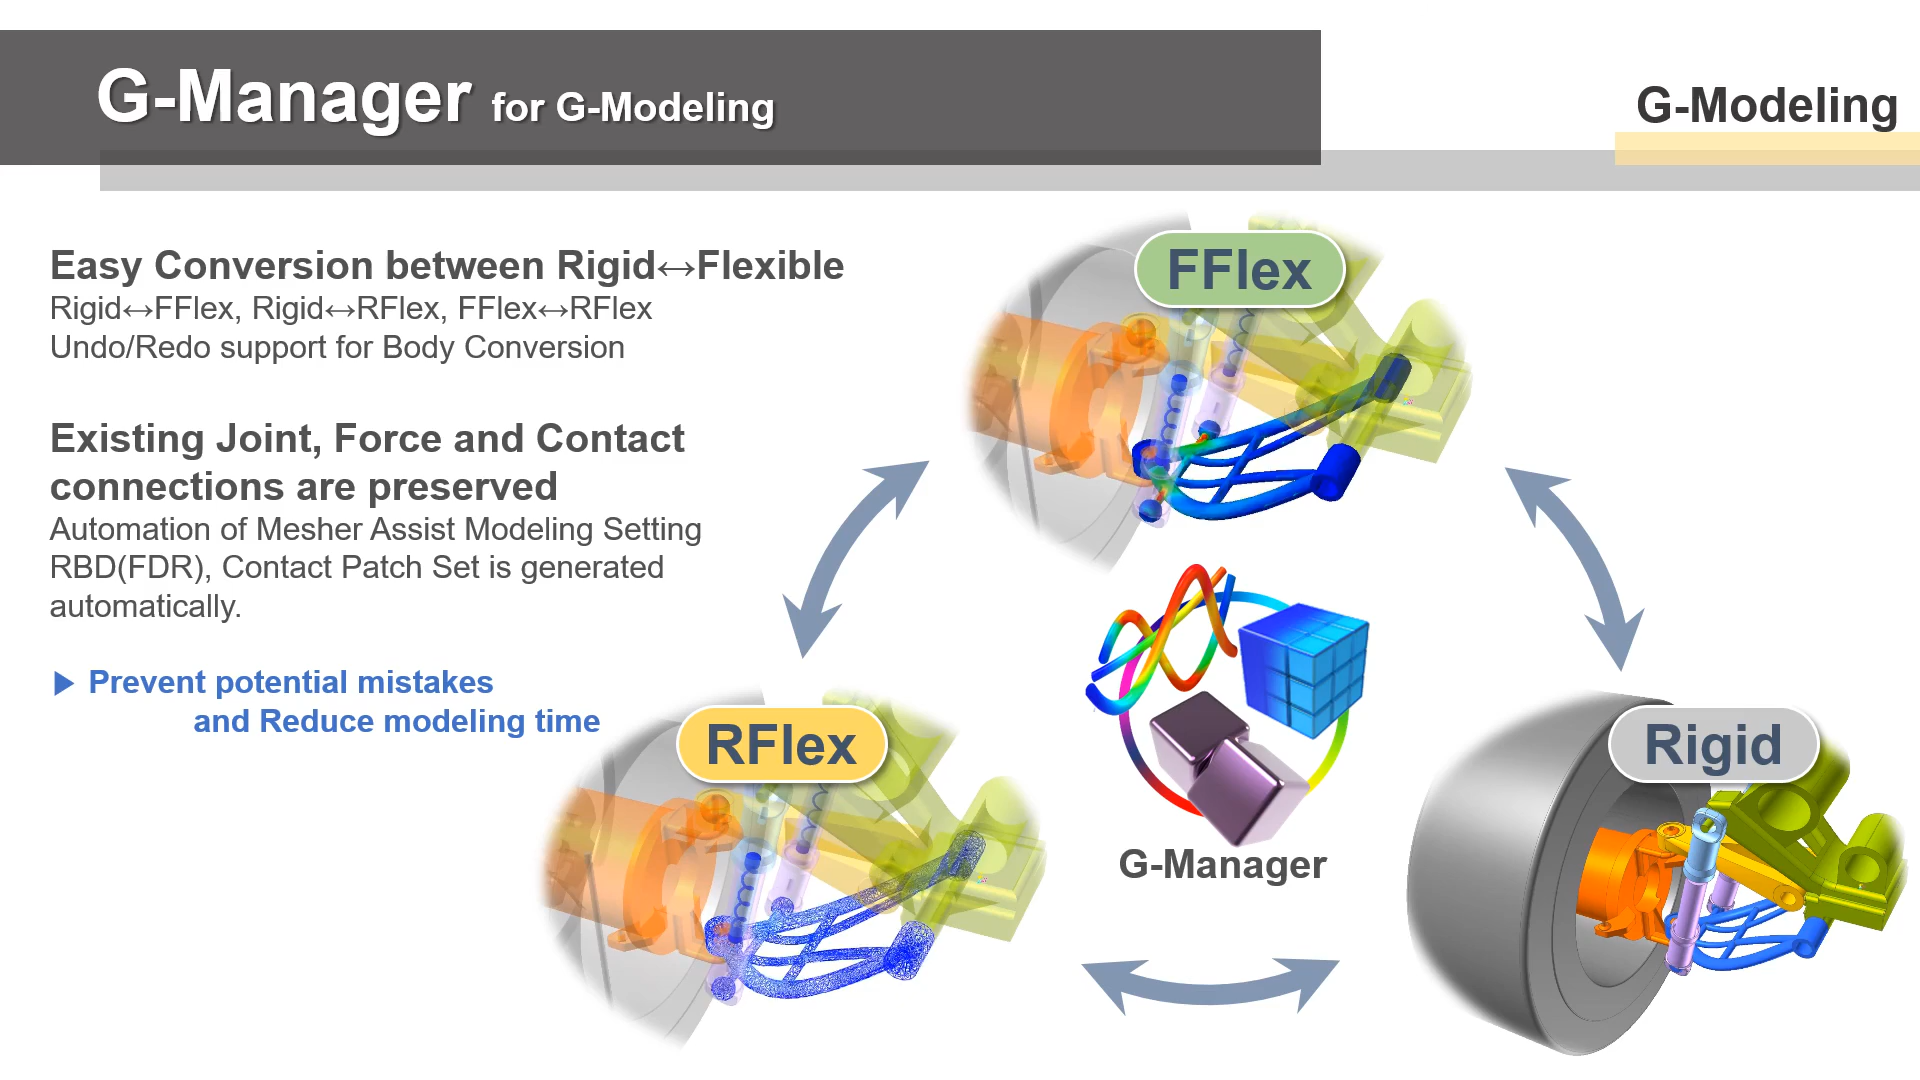 G-Manager for G-Modeling
G-Modeling
Easy Conversion between Rigid↔Flexible
Rigid↔FFlex, Rigid↔RFlex, FFlex↔RFlex
Undo/Redo support for Body Conversion
Existing Joint, Force and Contact
connections are preserved
Automation of Mesher Assist Modeling Setting
RBD(FDR), Contact Patch Set is generated
automatically.
▶ Prevent potential mistakes
and Reduce modeling time
FFlex
RFlex
Rigid
G-Manager